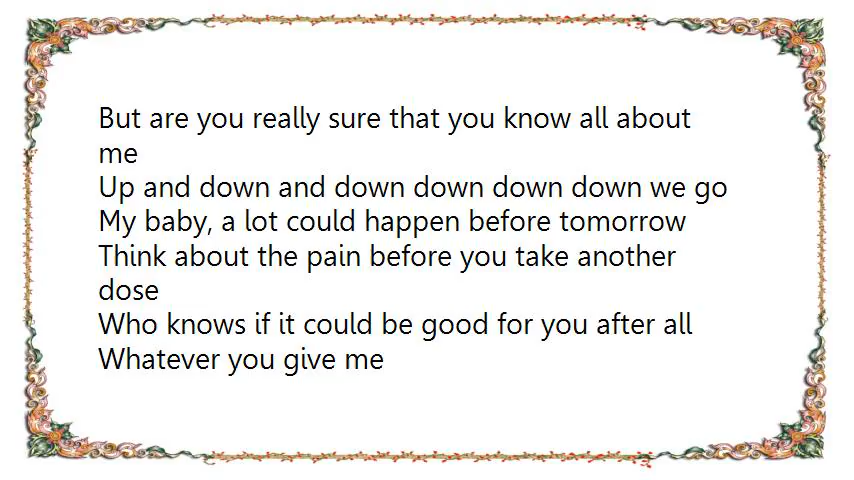 But are you really sure that you know all about
me
Up and down and down down down down we go
My baby, a lot could happen before tomorrow
Think about the pain before you take another
dose
Who knows if it could be good for you after all
Whatever you give me